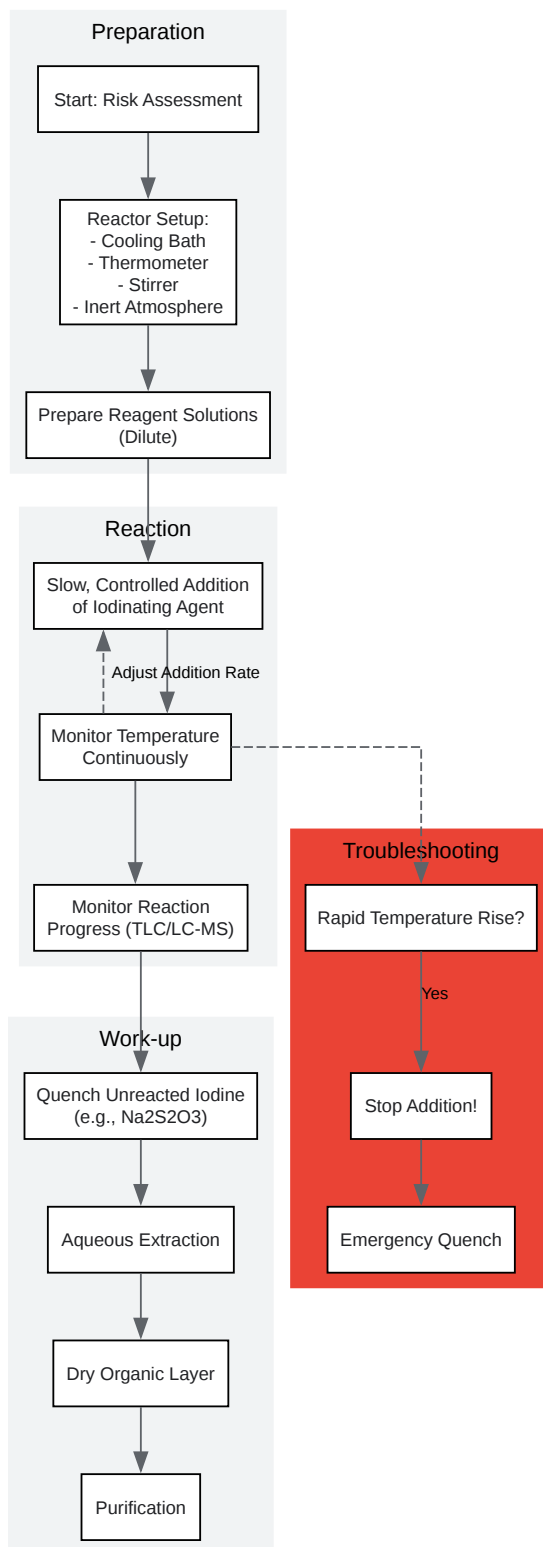 Preparation
Start: Risk Assessment
Reactor Setup:
- Cooling Bath
- Thermometer
- Stirrer
- Inert Atmosphere
Prepare Reagent Solutions
(Dilute)
Reaction
Slow, Controlled Addition
of Iodinating Agent
Adjust Addition Rate
Monitor Temperature
Continuously
Monitor Reaction
Progress (TLC/LC-MS)
Troubleshooting
Rapid Temperature Rise?
Yes
Stop Addition!
Emergency Quench
Work-up
Quench Unreacted Iodine
(e.g., Na2S2O3)
Aqueous Extraction
Dry Organic Layer
Purification